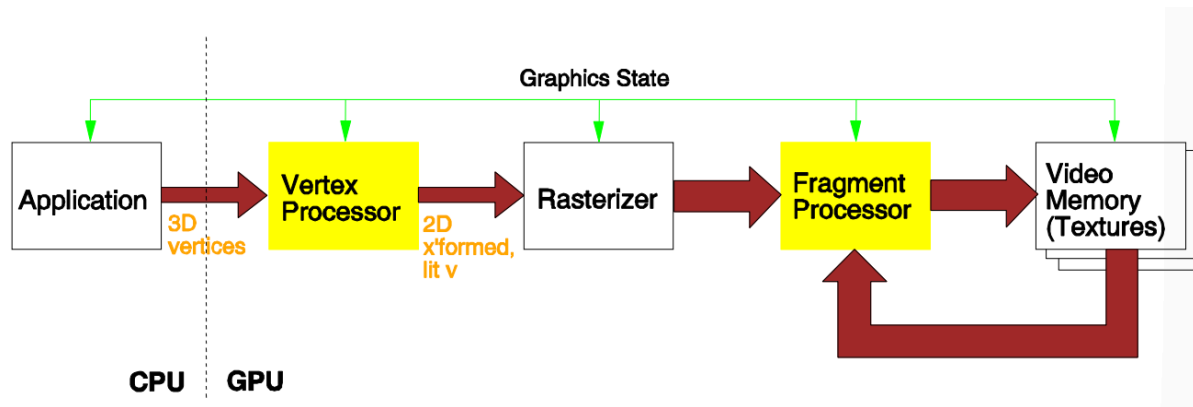 Graphics State
Application
Vertex
Processor
Rasterizer
Fragment
Processor
Video
Memory
(Textures)
3D
vertices
2D
x'formed,
lit v
CPU
GPU